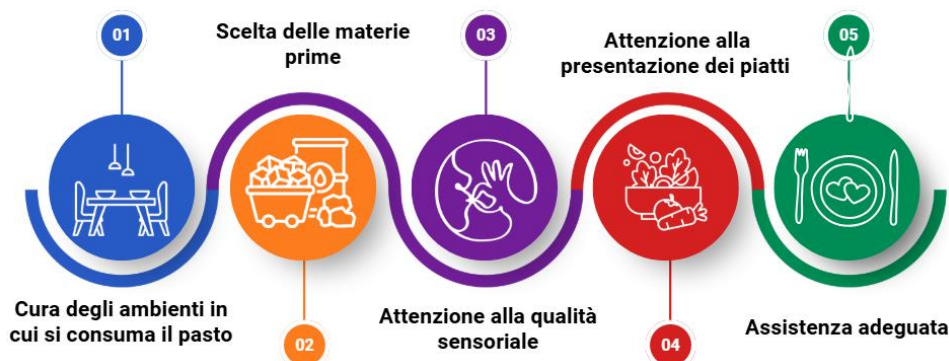 01
Cura degli ambienti in
cui si consuma il pasto
Scelta delle materie
prime
02
03
Attenzione alla qualità
sensoriale
Attenzione alla
presentazione dei piatti
04
05
Assistenza adeguata